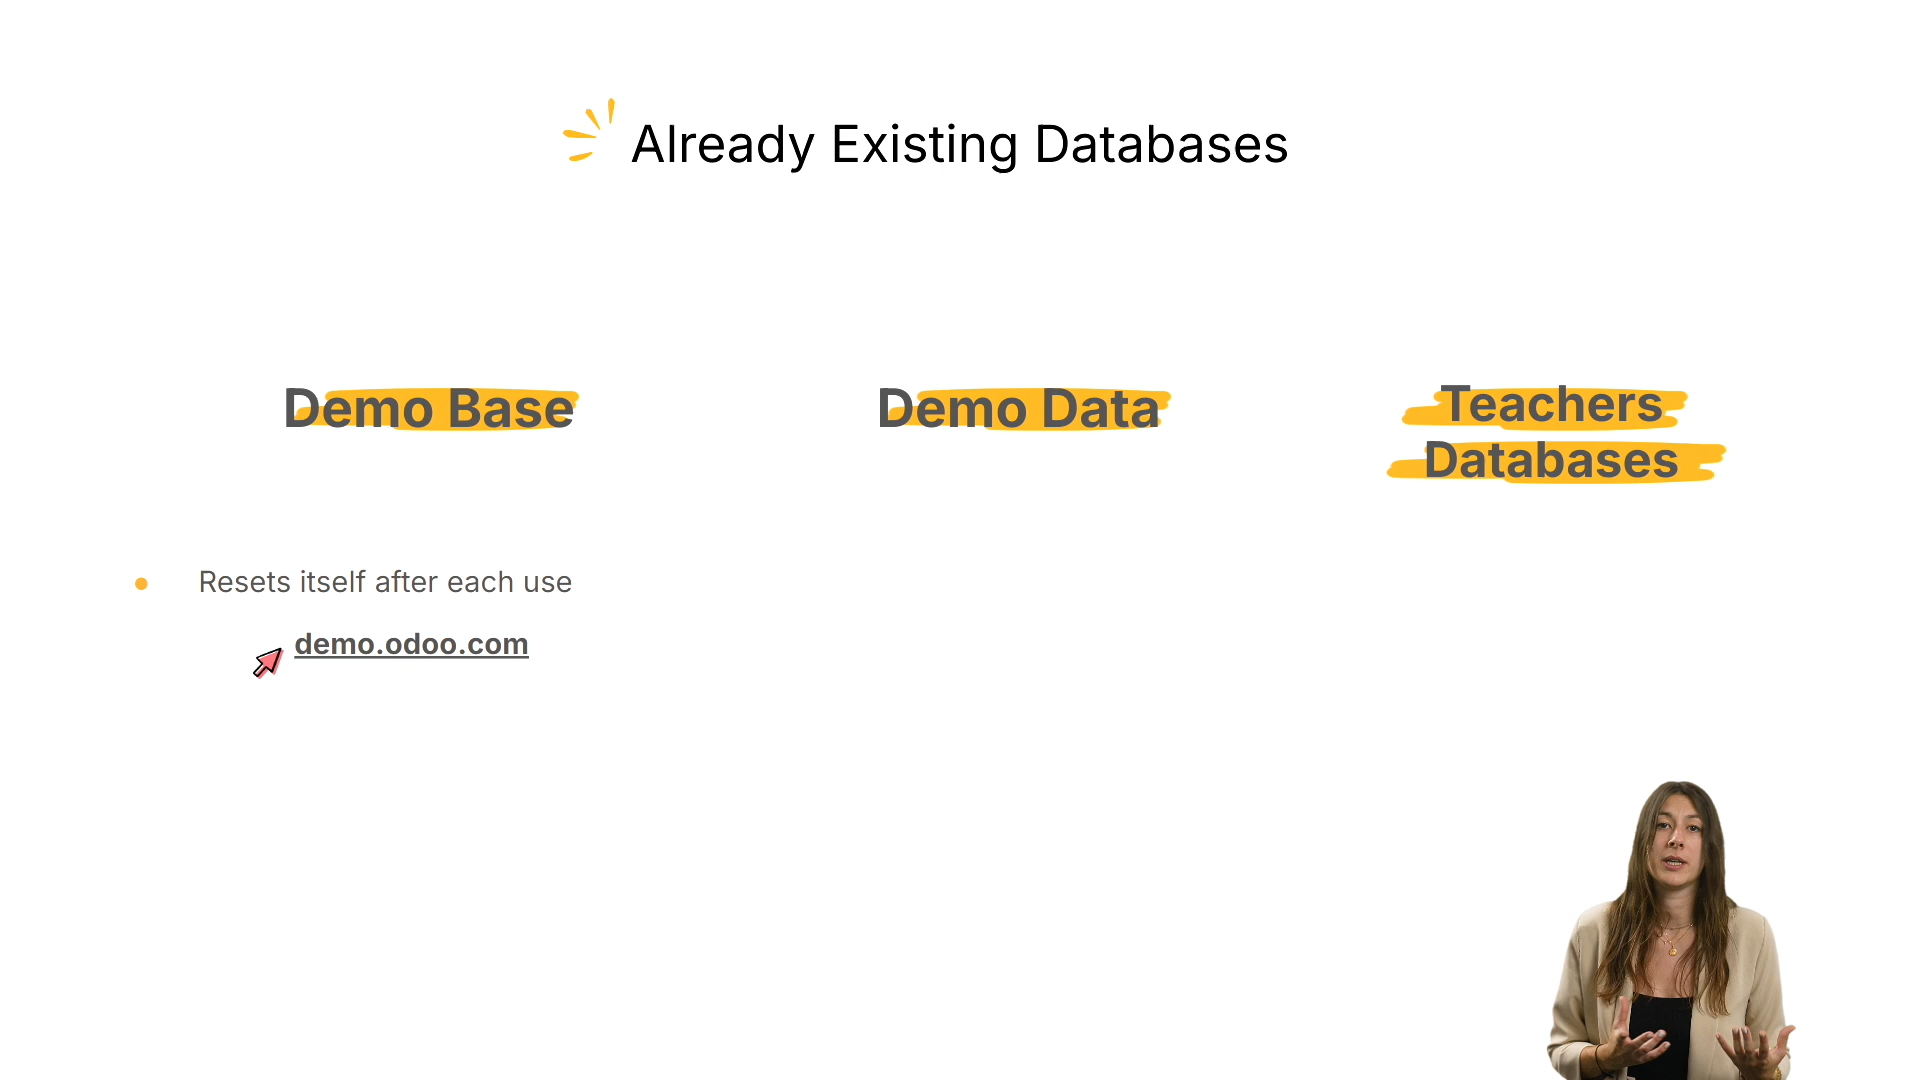 Already Existing Databases
Demo Base
Demo Data
Teachers
Databases
Resets itself after each use
demo.odoo.com